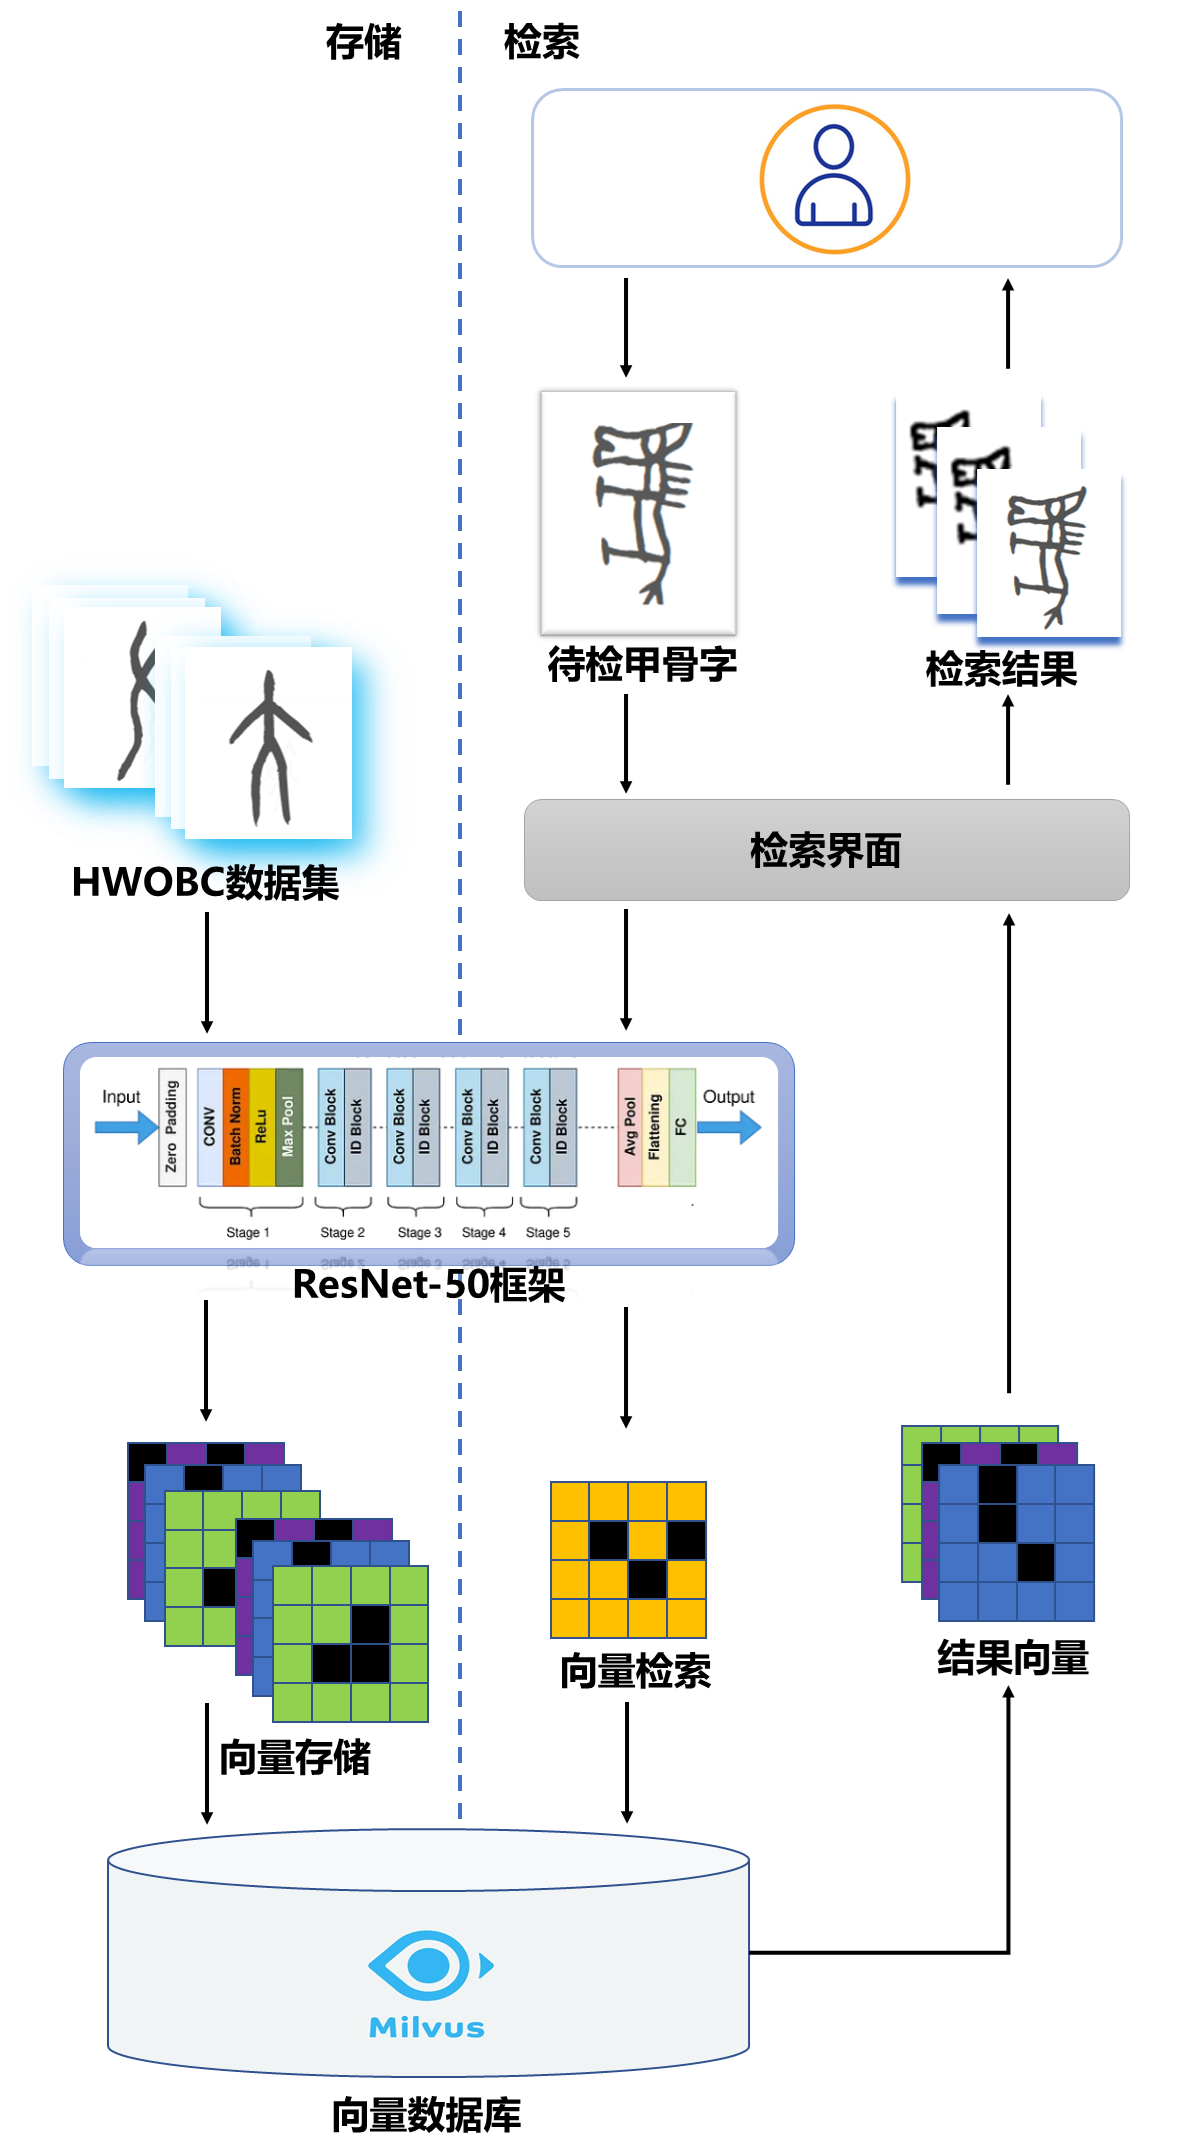 存储
检索
待检甲骨字
检索结果
检索界面
HWOBC数据集
Input
Zero Padding
CONV
Batch Norm
ReLu
Max Pool
Conv Block
ID Block
Conv Block
ID Block
Conv Block
ID Block
Conv Block
ID Block
Avg Pool
Flattening
FC
Output
Stage 1
Stage 2
Stage 3
Stage 4
Stage 5
ResNet-50框架
向量检索
结果向量
向量存储
Milvus
向量数据库